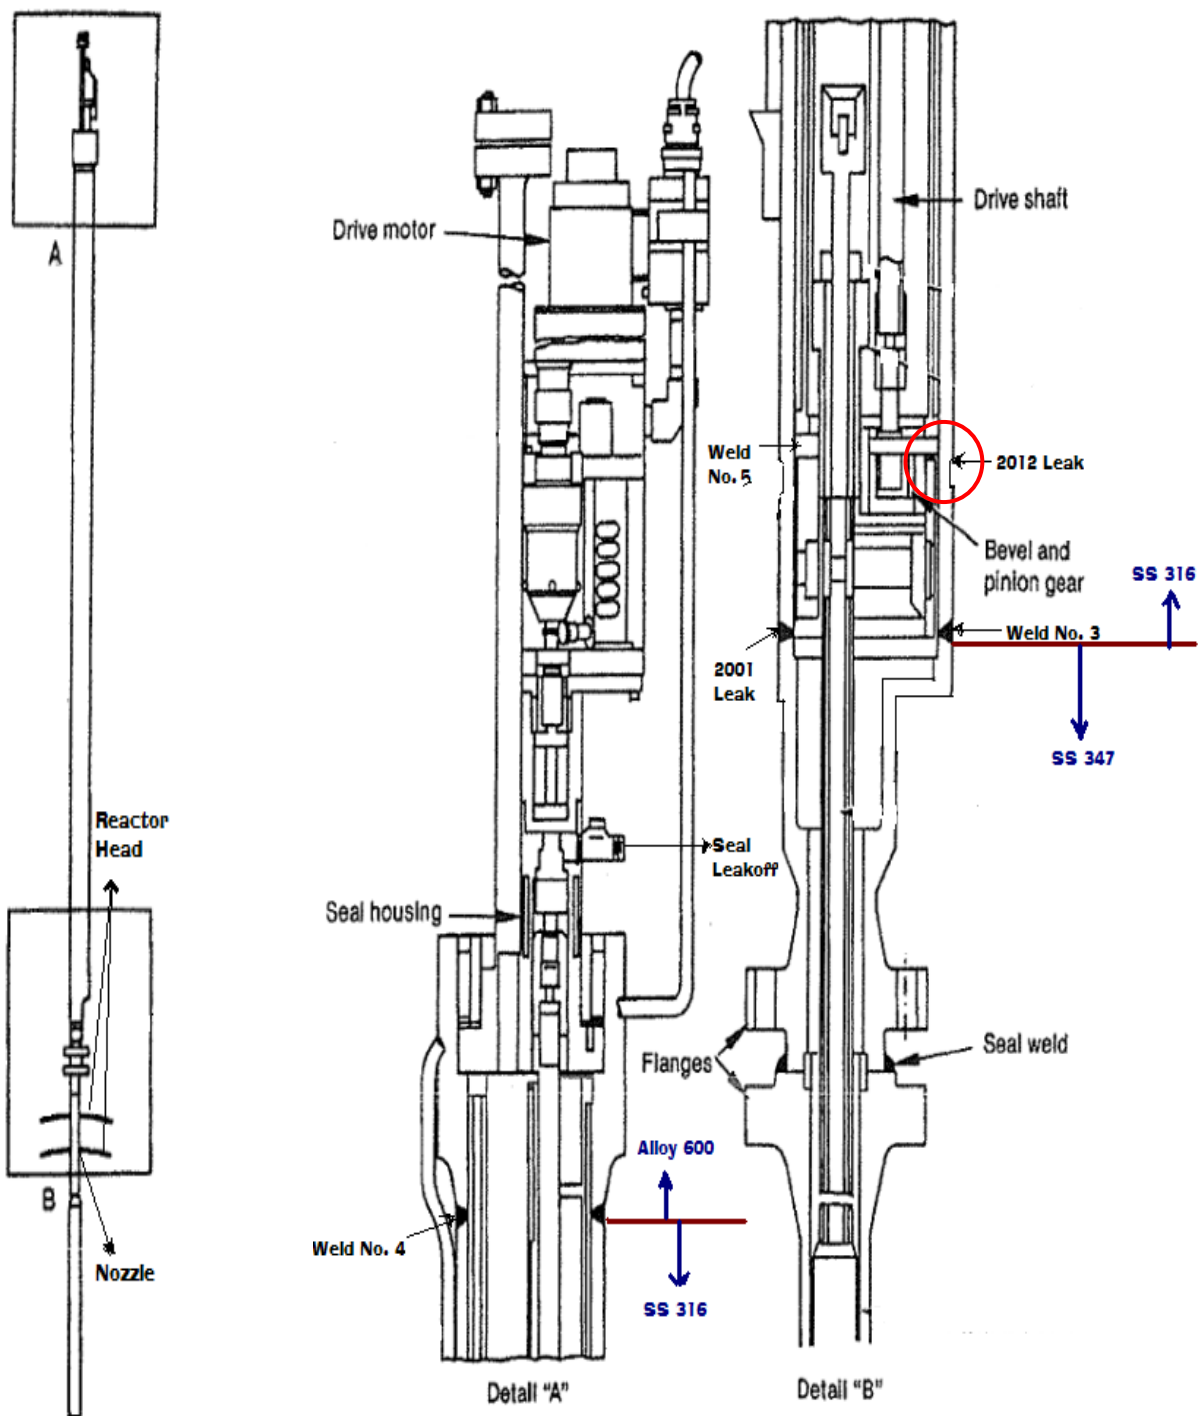 A
Reactor
Head
B
Nozzle
Drive motor
Seal
Leakoff
Seal housing
Weld No. 4
Alloy 600
SS 316
Detail "A"
Drive shaft
Weld
No. 5
2012 Leak
Bevel and
pinion gear
SS 316
Weld No. 3
2001
Leak
SS 347
Flanges
Seal weld
Detail "B"